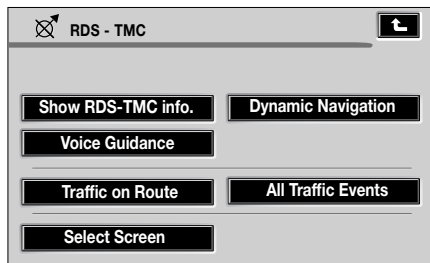 RDS - TMC
Show RDS-TMC info.
Dynamic Navigation
Voice Guidance
Traffic on Route
All Traffic Events
Select Screen